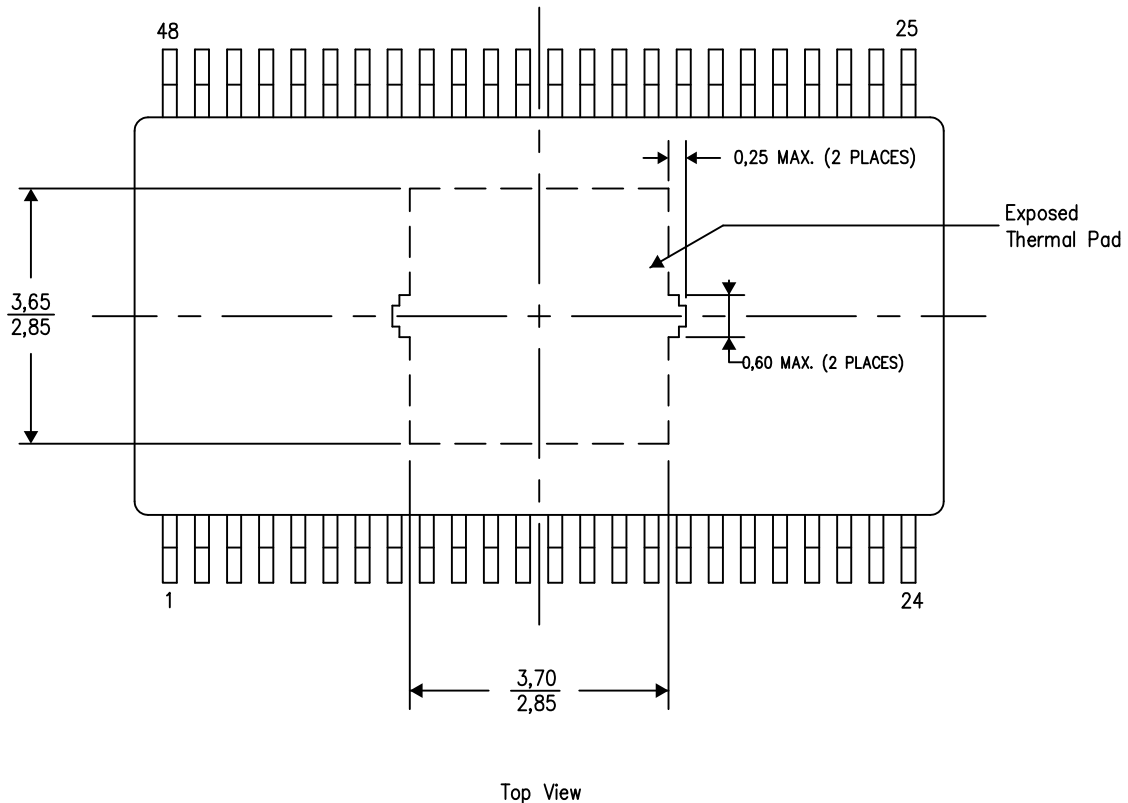 48
25
0,25 MAX. (2 PLACES)
Exposed
Thermal Pad
3,65
2,85
0,60 MAX. (2 PLACES)
1
24
3,70
2,85
Top View